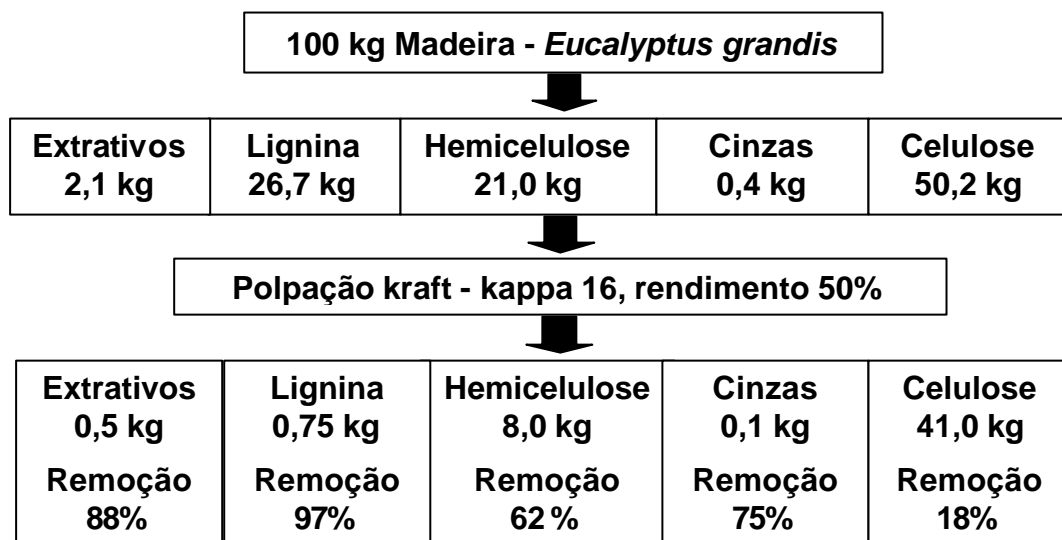 100 kg Madeira - Eucalyptus grandis
Extrativos
2,1 kg
Lignina
26,7 kg
Hemicelulose
21,0 kg
Cinzas
0,4 kg
Celulose
50,2 kg
Polpação kraft - kappa 16, rendimento 50%
Extrativos
0,5 kg
Remoção
88%
Lignina
0,75 kg
Remoção
97%
Hemicelulose
8,0 kg
Remoção
62 %
Cinzas
0,1 kg
Remoção
75%
Celulose
41,0 kg
Remoção
18%